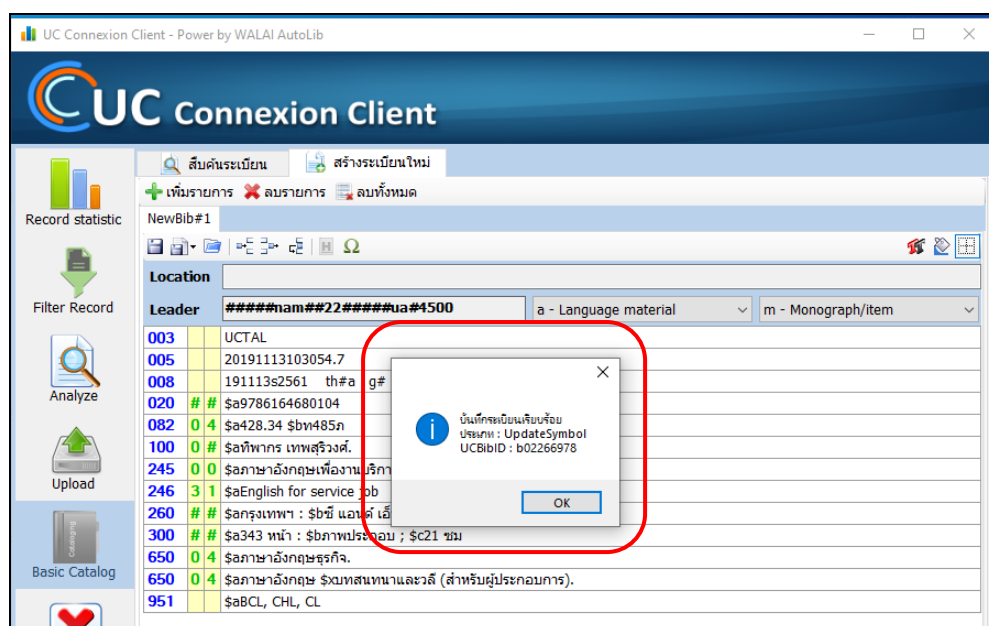 UC Connexion Client - Power by WALAI AutoLib
UC Connexion Client
สืบค้นระเบียน
สร้างระเบียนใหม่
เพิ่มรายการ ลบรายการ ลบทั้งหมด
Record statistic
NewBib#1
H Ω
Location
Filter Record
Leader #####nam##22#####ua#4500 a - Language material m - Monograph/item
003 UCTAL
005 20191113103054.7
008 191113s2561 th#a g#
Analyze
020 # # $a9786164680104
082 0 4 $a428.34 $bท485ภ
100 0 # $aทิพากร เทพสุริวงศ์.
245 0 0 $aภาษาอังกฤษเพื่องานบริกา
246 3 1 $aEnglish for service job
260 # # $aกรุงเทพฯ : $bซี แอนด์ เอ็
300 # # $a343 หน้า : $bภาพประกอบ ; $c21 ซม
650 0 4 $aภาษาอังกฤษธุรกิจ.
650 0 4 $aภาษาอังกฤษ $xบทสนทนาและวลี (สำหรับผู้ประกอบการ).
951 $aBCL, CHL, CL
บันทึกระเบียนเรียบร้อย
ประเภท : UpdateSymbol
UCBibID : b02266978
OK
Upload
Cataloging
Basic Catalog